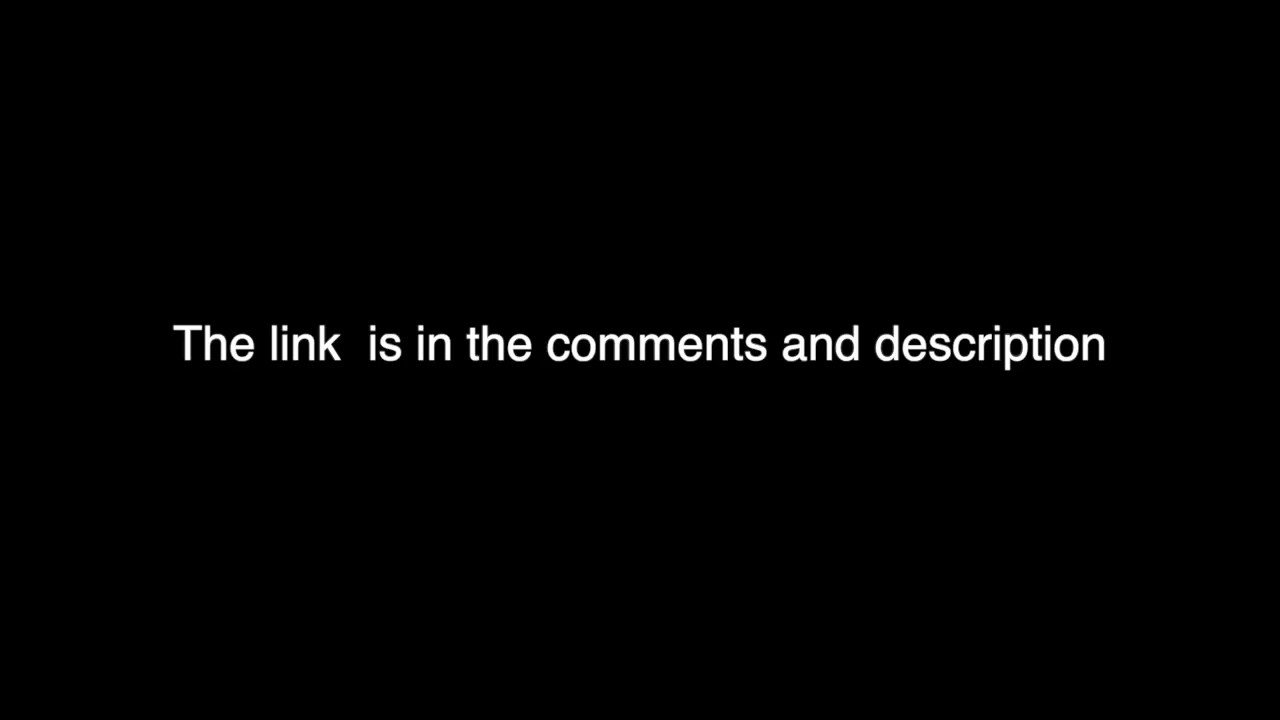 The link  is in the comments and description